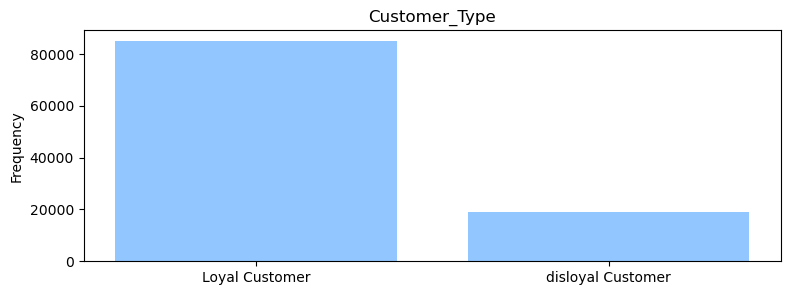 Customer_Type
80000
60000
40000
20000
0
Frequency
Loyal Customer
disloyal Customer